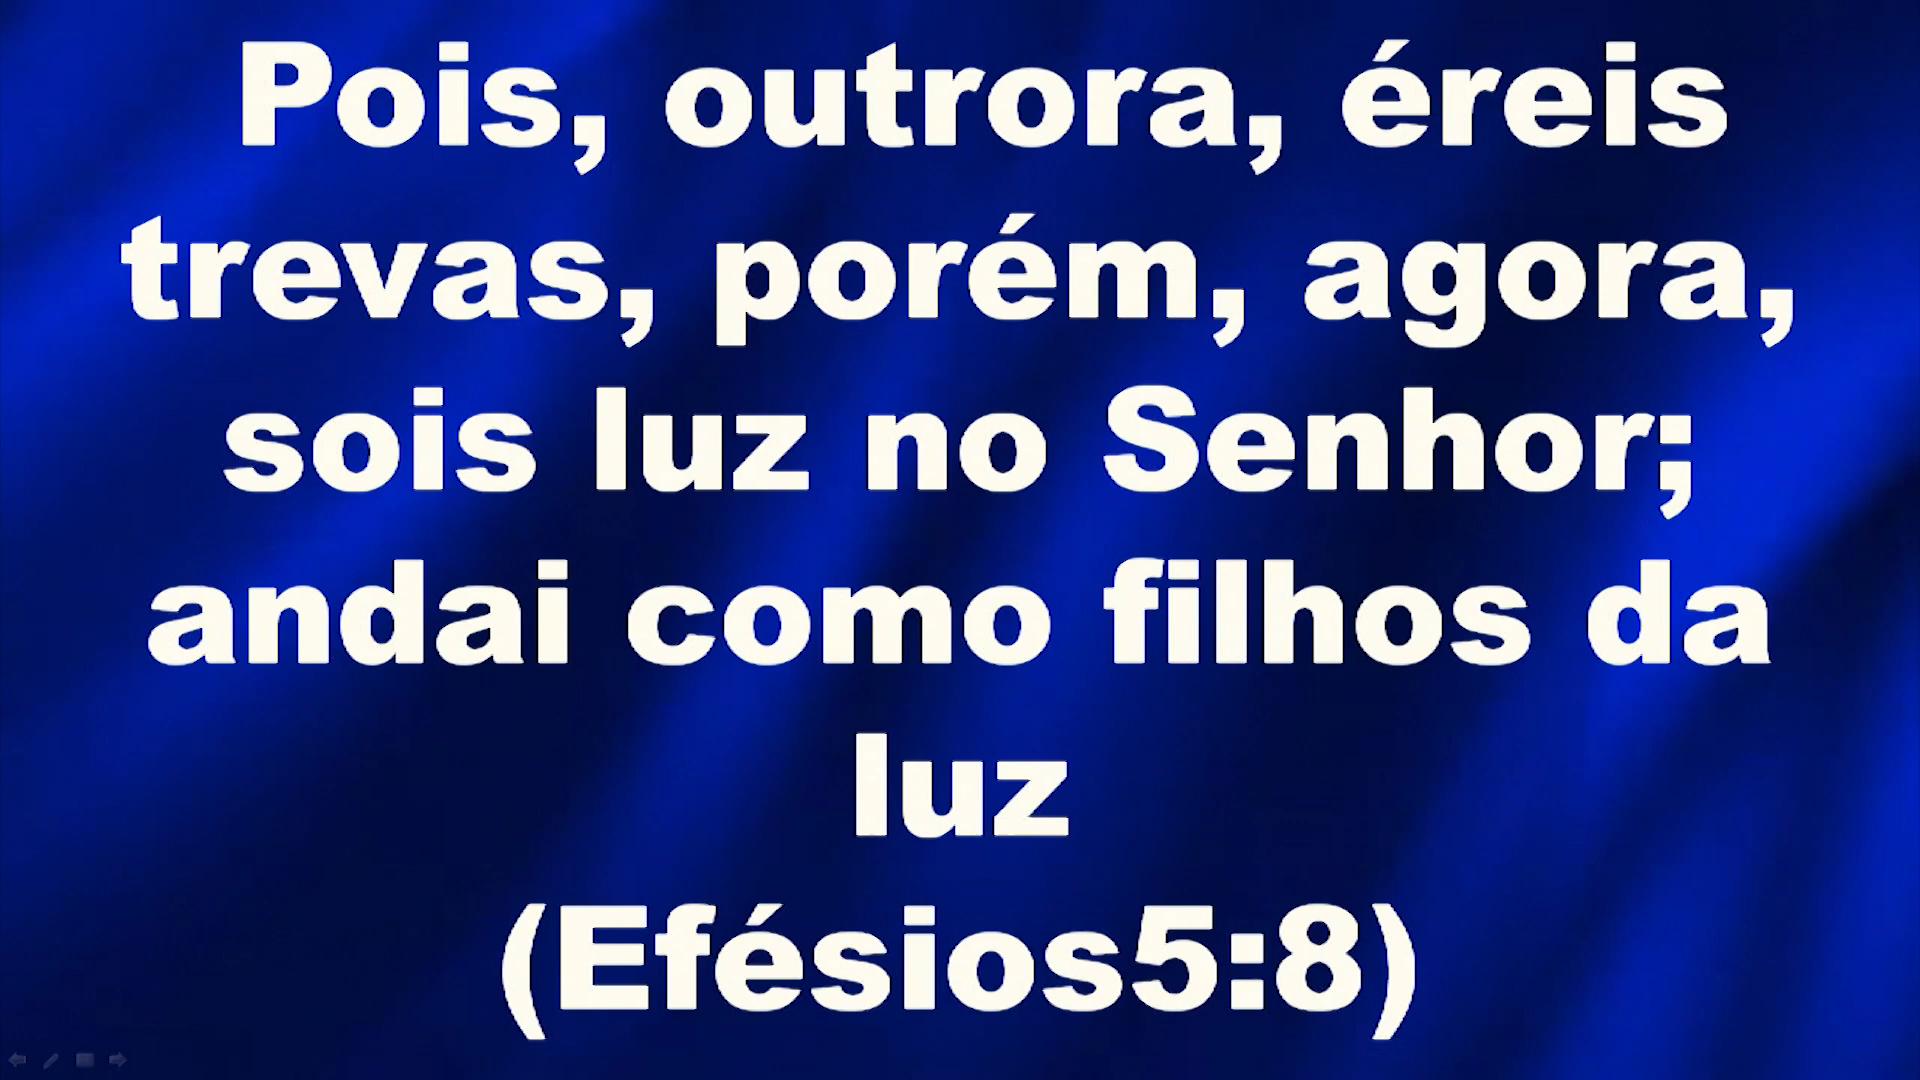 Pois, outrora, éreis
trevas, porém, agora,
sois luz no Senhor;
andai como filhos da
luz
(Efésios5:8)